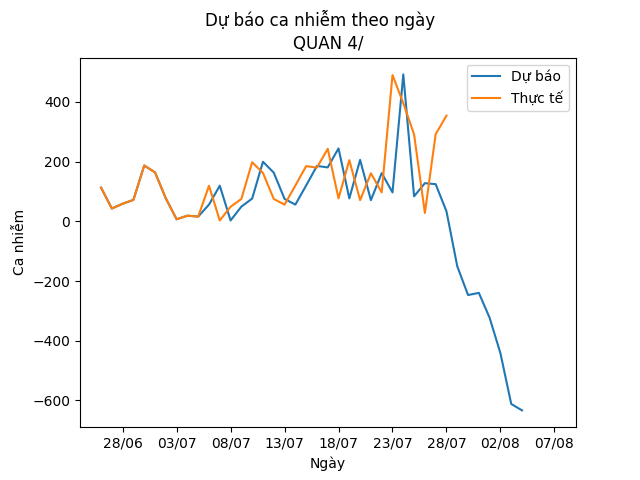 Dự báo ca nhiễm theo ngày
QUAN 4/
Dự báo
Thực tế
Ca nhiễm
400
200
0
−200
−400
−600
28/06 03/07 08/07 13/07 18/07 23/07 28/07 02/08 07/08
Ngày